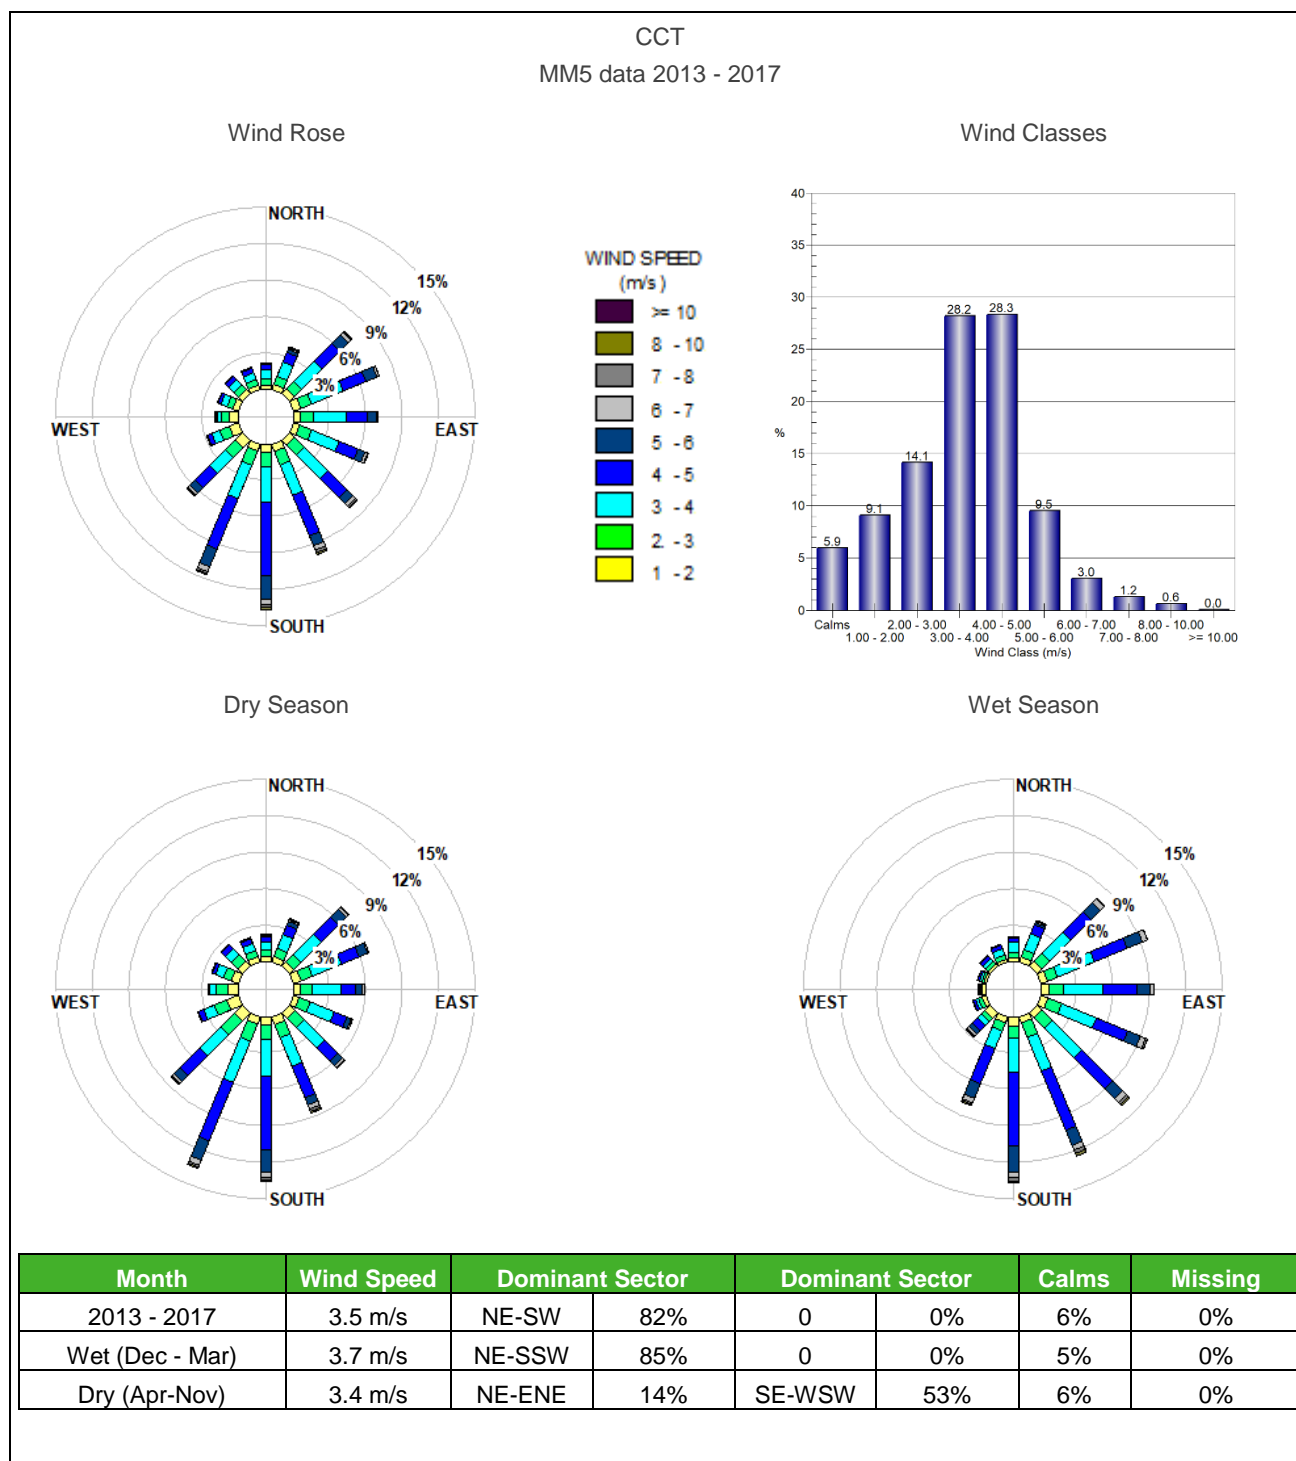 CCT
MM5 data 2013 - 2017
Wind Rose
Wind Classes
NORTH
15%
12%
9%
6%
3%
WEST
EAST
SOUTH
WIND SPEED
(m/s)
>= 10
8 - 10
7 - 8
6 - 7
5 - 6
4 - 5
3 - 4
2 - 3
1 - 2
40
35
30
25
20
15
10
5
0
%
5.9
9.1
14.1
28.2
28.3
9.5
3.0
1.2
0.6
0.0
Calms 2.00 - 3.00 4.00 - 5.00 6.00 - 7.00 8.00 - 10.00
1.00 - 2.00 3.00 - 4.00 5.00 - 6.00 7.00 - 8.00 >= 10.00
Wind Class (m/s)
Dry Season
Wet Season
NORTH
15%
12%
9%
6%
3%
WEST
EAST
SOUTH
NORTH
15%
12%
9%
6%
3%
WEST
EAST
SOUTH
Month Wind Speed Dominant Sector Dominant Sector Calms Missing
2013 - 2017 3.5 m/s NE-SW 82% 0 0% 6% 0%
Wet (Dec - Mar) 3.7 m/s NE-SSW 85% 0 0% 5% 0%
Dry (Apr-Nov) 3.4 m/s NE-ENE 14% SE-WSW 53% 6% 0%